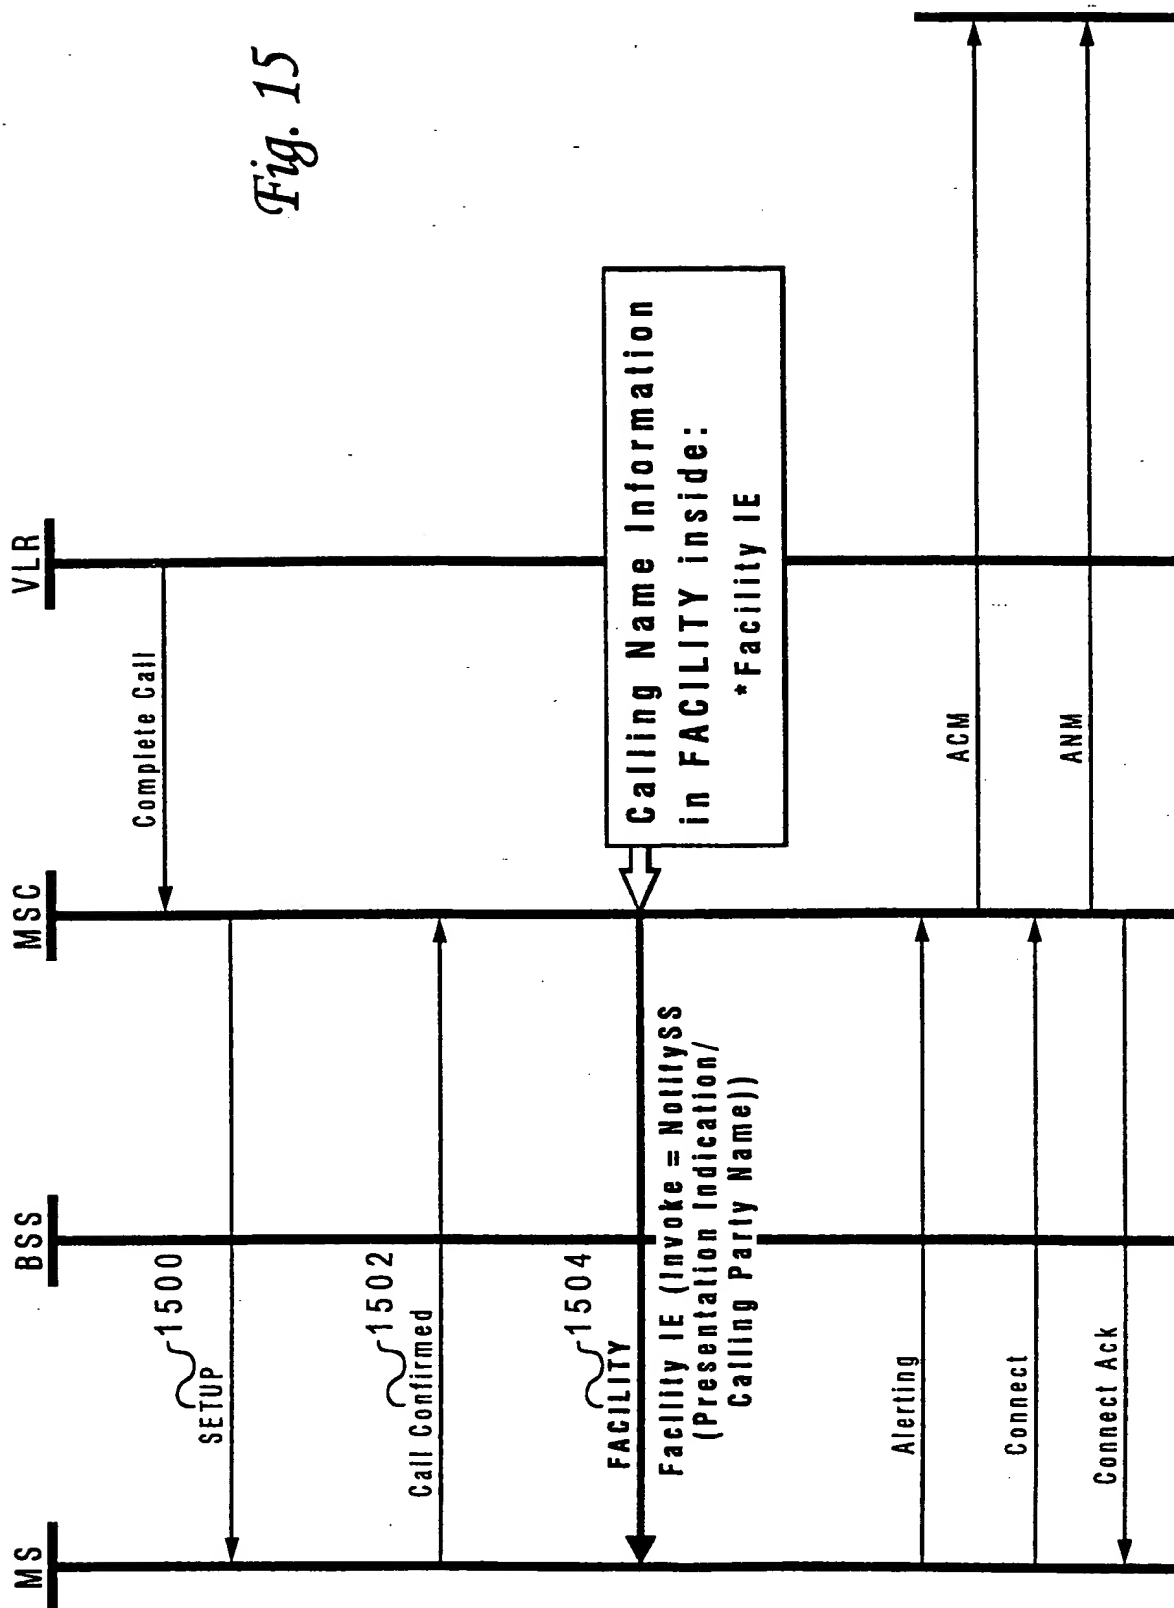 Fig. 15
MS
BSS
MSC
VLR
Complete Call
1500
SETUP
1502
Call Confirmed
1504
FACILITY
Facility IE (Invoke = NotifySS
(Presentation Indication/
Calling Party Name))
Calling Name Information
in FACILITY inside:
*Facility IE
Alerting
ACM
Connect
ANM
Connect Ack